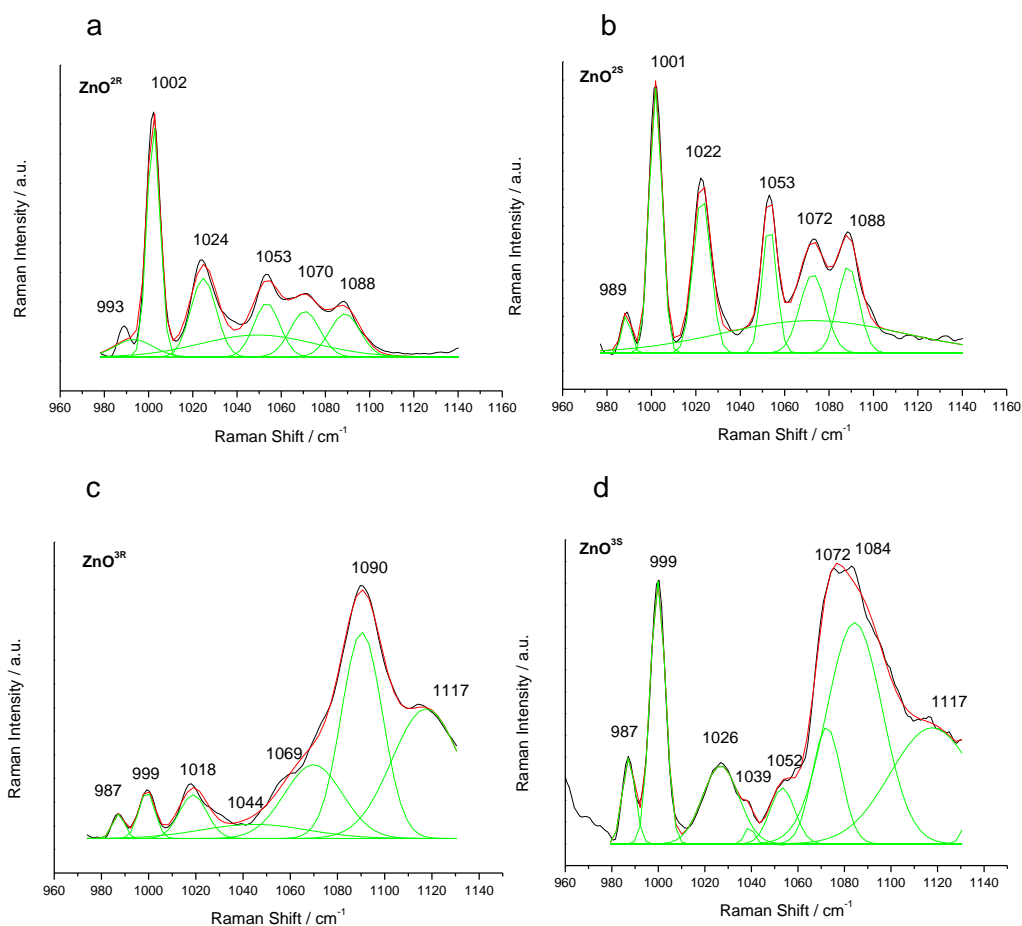 a
ZnO2R
1002
993
1024
1053
1070
1088
Raman Intensity / a.u.
960 980 1000 1020 1040 1060 1080 1100 1120 1140 1160
Raman Shift / cm-1
b
ZnO2S
1001
989
1022
1053
1072
1088
Raman Intensity / a.u.
960 980 1000 1020 1040 1060 1080 1100 1120 1140 1160
Raman Shift / cm-1
c
ZnO3R
987
999
1018
1044
1069
1090
1117
Raman Intensity / a.u.
960 980 1000 1020 1040 1060 1080 1100 1120 1140
Raman Shift / cm-1
d
ZnO3S
987
999
1026
1039
1052
1072
1084
1117
Raman Intensity / a.u.
960 980 1000 1020 1040 1060 1080 1100 1120 1140
Raman Shift / cm-1